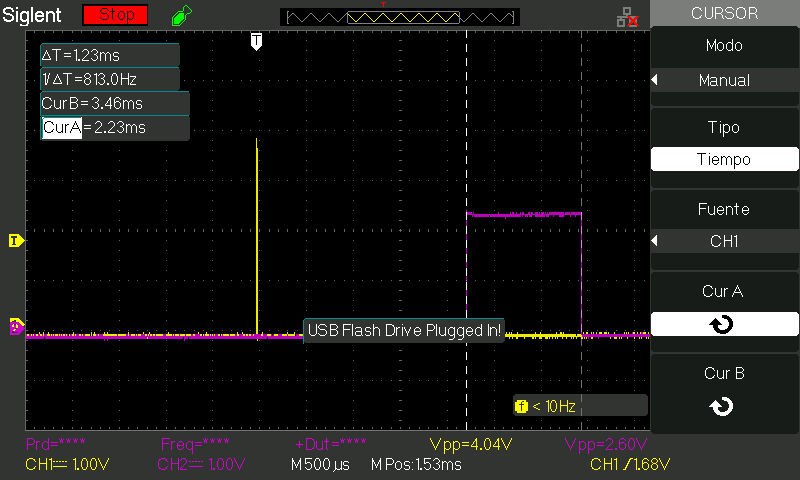 Siglent Stop CURSOR
T
ΔT=1.23ms
1/ΔT=813.0Hz
CurB=3.46ms
CurA=2.23ms
Modo
Manual
Tipo
Tiempo
Fuente
CH1
Cur A
Cur B
T
USB Flash Drive Plugged In!
f < 10Hz
Prd=**** Freq=**** +Dut=**** Vpp=4.04V Vpp=2.60V
CH1 1.00V CH2 1.00V M 500µs M Pos:1.53ms CH1 1.68V